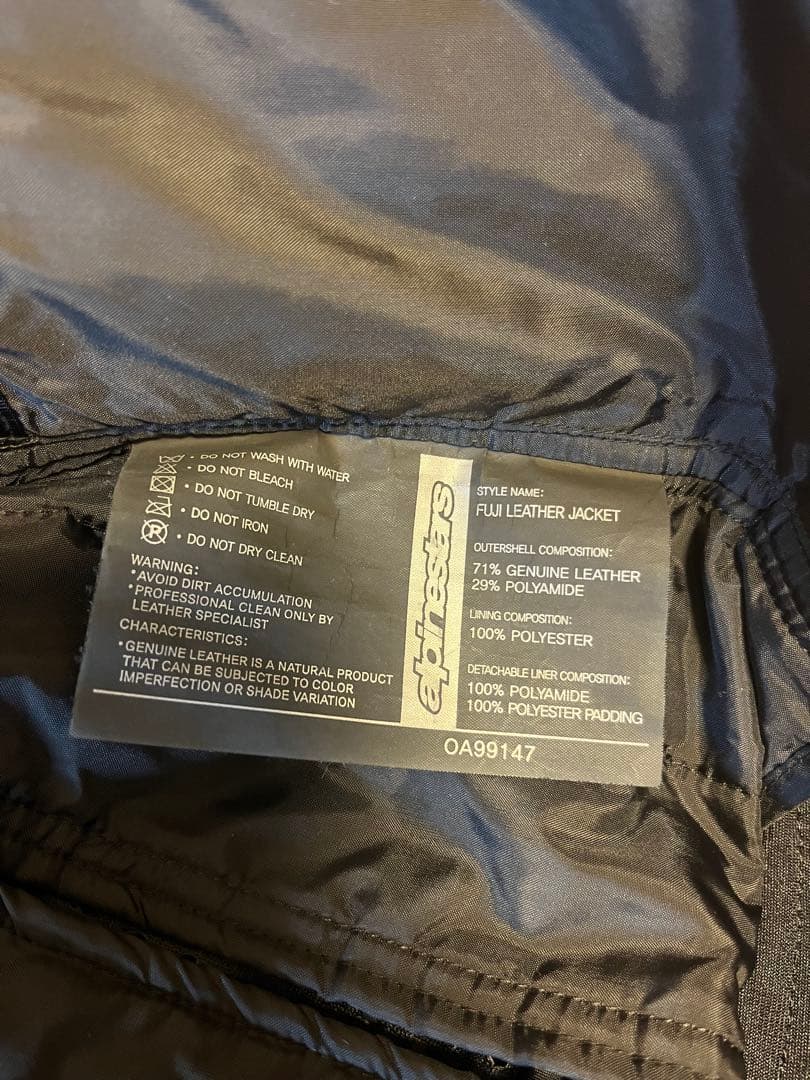 • DO NOT WASH WITH WATER
• DO NOT BLEACH
• DO NOT TUMBLE DRY
• DO NOT IRON
• DO NOT DRY CLEAN
WARNING:
*AVOID DIRT ACCUMULATION
*PROFESSIONAL CLEAN ONLY BY
LEATHER SPECIALIST
CHARACTERISTICS:
*GENUINE LEATHER IS A NATURAL PRODUCT
THAT CAN BE SUBJECTED TO COLOR
IMPERFECTION OR SHADE VARIATION
alpinestars
STYLE NAME:
FUJI LEATHER JACKET
OUTERSHELL COMPOSITION:
71% GENUINE LEATHER
29% POLYAMIDE
LINING COMPOSITION:
100% POLYESTER
DETACHABLE LINER COMPOSITION:
100% POLYAMIDE
100% POLYESTER PADDING
OA99147